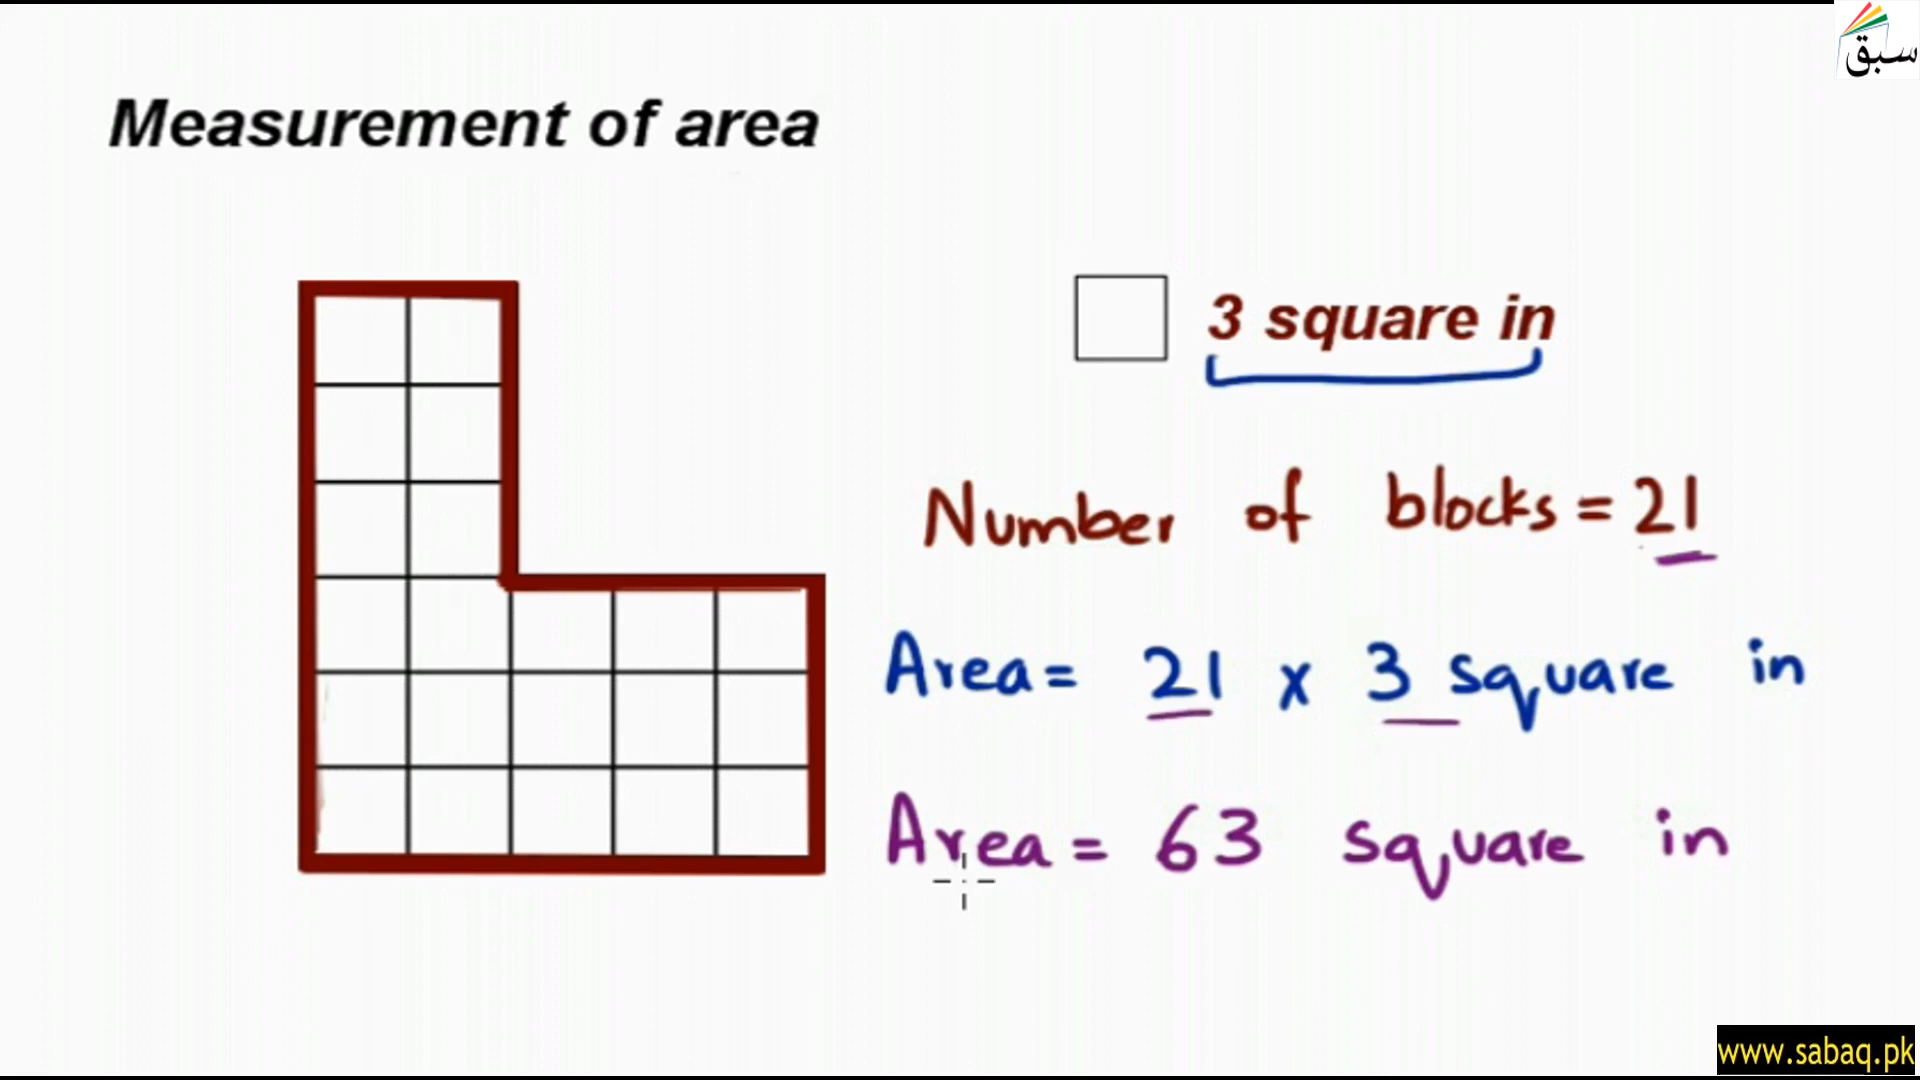 سبق
Measurement of area
3 square in
Number of blocks = 21
Area = 21 x 3 square in
Area = 63 square in
www.sabaq.pk